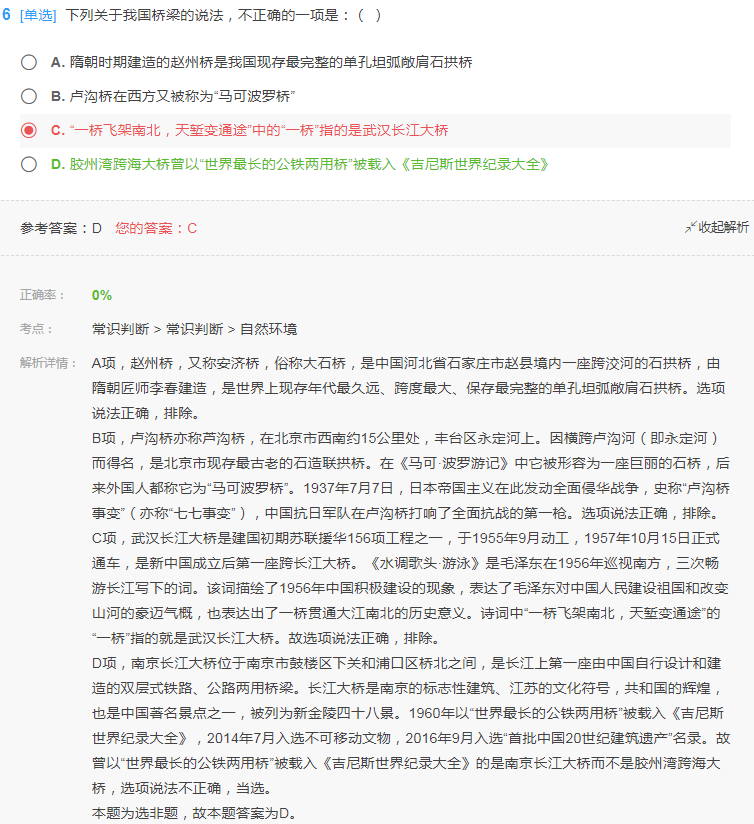 6 [单选] 下列关于我国桥梁的说法，不正确的一项是：（ ）
A. 隋朝时期建造的赵州桥是我国现存最完整的单孔坦弧敞肩石拱桥
B. 卢沟桥在西方又被称为“马可波罗桥”
C. “一桥飞架南北，天堑变通途”中的“一桥”指的是武汉长江大桥
D. 胶州湾跨海大桥曾以“世界最长的公铁两用桥”被载入《吉尼斯世界纪录大全》
参考答案：D 您的答案：C 收起解析
正确率： 0%
考点： 常识判断 > 常识判断 > 自然环境
解析详情： A项，赵州桥，又称安济桥，俗称大石桥，是中国河北省石家庄市赵县境内一座跨洨河的石拱桥，由
隋朝匠师李春建造，是世界上现存年代最久远、跨度最大、保存最完整的单孔坦弧敞肩石拱桥。选项
说法正确，排除。
B项，卢沟桥亦称芦沟桥，在北京市西南约15公里处，丰台区永定河上。因横跨卢沟河（即永定河）
而得名，是北京市现存最古老的石造联拱桥。在《马可·波罗游记》中它被形容为一座巨丽的石桥，后
来外国人都称它为“马可波罗桥”。1937年7月7日，日本帝国主义在此发动全面侵华战争，史称“卢沟桥
事变”（亦称“七七事变”），中国抗日军队在卢沟桥打响了全面抗战的第一枪。选项说法正确，排除。
C项，武汉长江大桥是建国初期苏联援华156项工程之一，于1955年9月动工，1957年10月15日正式
通车，是新中国成立后第一座跨长江大桥。《水调歌头·游泳》是毛泽东在1956年巡视南方，三次畅
游长江写下的词。该词描绘了1956年中国积极建设的现象，表达了毛泽东对中国人民建设祖国和改变
山河的豪迈气概，也表达出了一桥贯通大江南北的历史意义。诗词中“一桥飞架南北，天堑变通途”的
“一桥”指的就是武汉长江大桥。故选项说法正确，排除。
D项，南京长江大桥位于南京市鼓楼区下关和浦口区桥北之间，是长江上第一座由中国自行设计和建
造的双层式铁路、公路两用桥梁。长江大桥是南京的标志性建筑、江苏的文化符号，共和国的辉煌，
也是中国著名景点之一，被列为新金陵四十八景。1960年以“世界最长的公铁两用桥”被载入《吉尼斯
世界纪录大全》，2014年7月入选不可移动文物，2016年9月入选“首批中国20世纪建筑遗产”名录。故
曾以“世界最长的公铁两用桥”被载入《吉尼斯世界纪录大全》的是南京长江大桥而不是胶州湾跨海大
桥，选项说法不正确，当选。
本题为选非题，故本题答案为D。